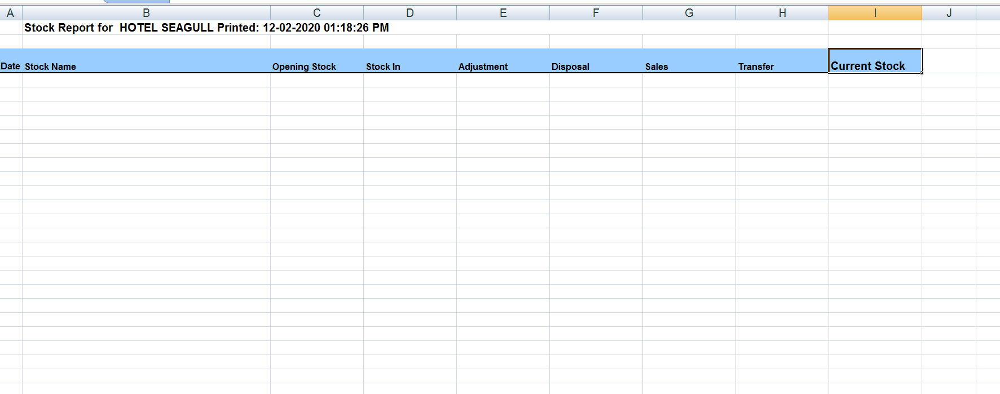 A B C D E F G H I J
Stock Report for  HOTEL SEAGULL Printed: 12-02-2020 01:18:26 PM
Date Stock Name Opening Stock Stock In Adjustment Disposal Sales Transfer Current Stock